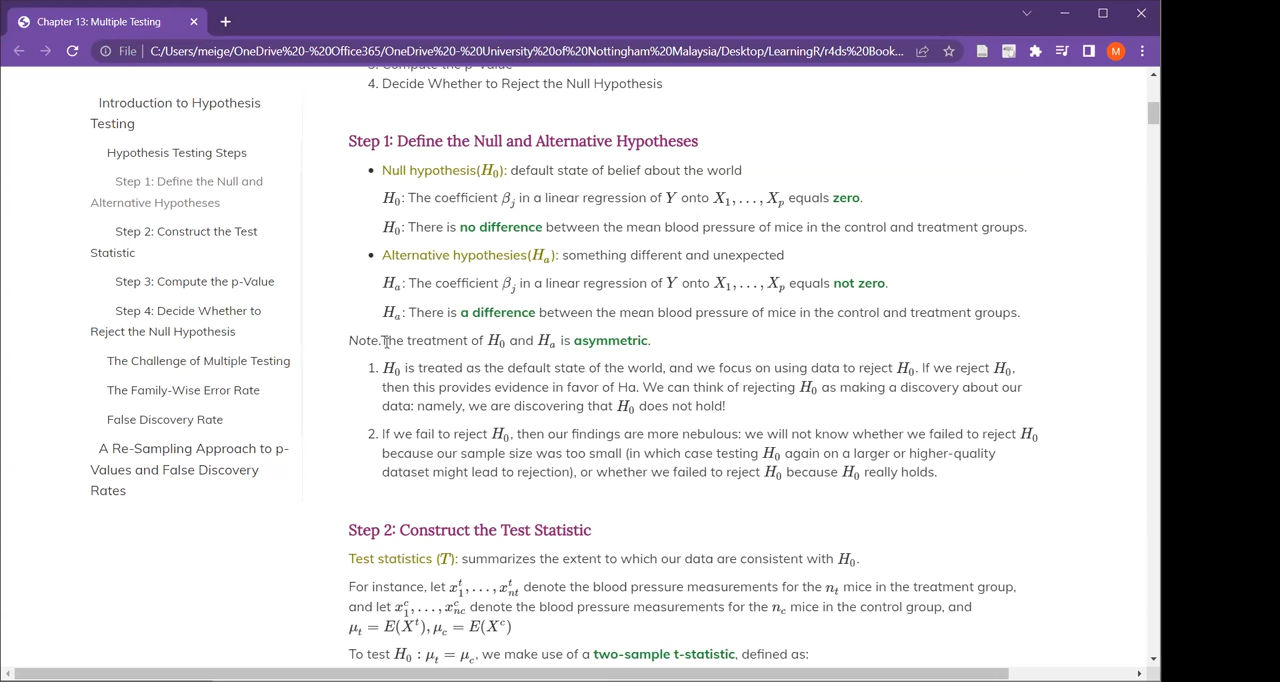 Chapter 13: Multiple Testing
File C:/Users/meige/OneDrive%20-%20Office365/OneDrive%20-%20University%20of%20Nottingham%20Malaysia/Desktop/LearningR/r4ds%20Book... M
Introduction to Hypothesis
Testing
Hypothesis Testing Steps
Step 1: Define the Null and
Alternative Hypotheses
Step 2: Construct the Test
Statistic
Step 3: Compute the p-Value
Step 4: Decide Whether to
Reject the Null Hypothesis
The Challenge of Multiple Testing
The Family-Wise Error Rate
False Discovery Rate
A Re-Sampling Approach to p-
Values and False Discovery
Rates
3. Compute the p-Value
4. Decide Whether to Reject the Null Hypothesis
Step 1: Define the Null and Alternative Hypotheses
• Null hypothesis(H₀): default state of belief about the world
H₀: The coefficient βⱼ in a linear regression of Y onto X₁, . . . , Xₚ equals zero.
H₀: There is no difference between the mean blood pressure of mice in the control and treatment groups.
• Alternative hypothesies(Hₐ): something different and unexpected
Hₐ: The coefficient βⱼ in a linear regression of Y onto X₁, . . . , Xₚ equals not zero.
Hₐ: There is a difference between the mean blood pressure of mice in the control and treatment groups.
Note.The treatment of H₀ and Hₐ is asymmetric.
1. H₀ is treated as the default state of the world, and we focus on using data to reject H₀. If we reject H₀,
then this provides evidence in favor of Ha. We can think of rejecting H₀ as making a discovery about our
data: namely, we are discovering that H₀ does not hold!
2. If we fail to reject H₀, then our findings are more nebulous: we will not know whether we failed to reject H₀
because our sample size was too small (in which case testing H₀ again on a larger or higher-quality
dataset might lead to rejection), or whether we failed to reject H₀ because H₀ really holds.
Step 2: Construct the Test Statistic
Test statistics (T): summarizes the extent to which our data are consistent with H₀.
For instance, let x₁ᵗ, . . . , xₙₜᵗ denote the blood pressure measurements for the nₜ mice in the treatment group,
and let x₁ᶜ, . . . , x_{nc}ᶜ denote the blood pressure measurements for the n_c mice in the control group, and
μₜ = E(Xᵗ), μ_c = E(Xᶜ)
To test H₀ : μₜ = μ_c, we make use of a two-sample t-statistic, defined as: